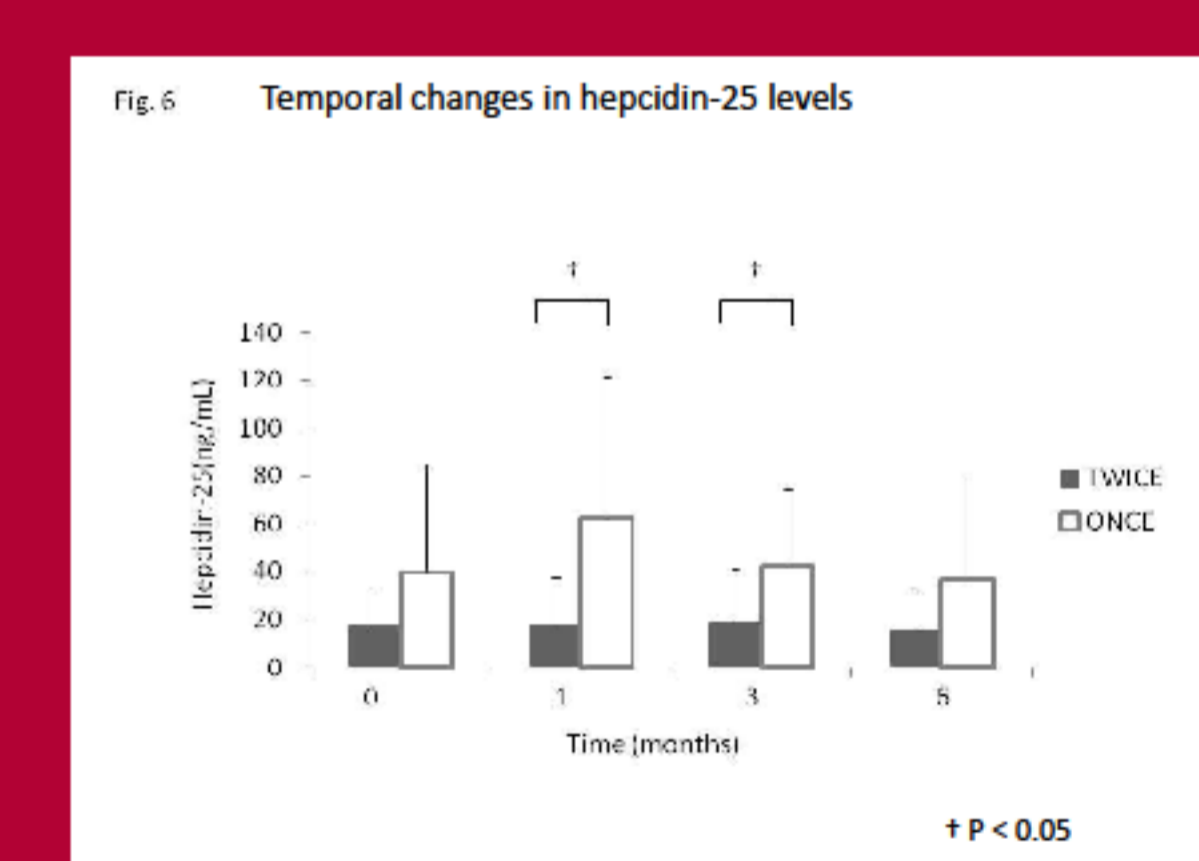 Fig. 6
Temporal changes in hepcidin-25 levels
†
†
140
120
100
80
60
40
20
0
Hepcidin-25(ng/mL)
TWICE
ONCE
0
1
3
Time (months)
† P < 0.05